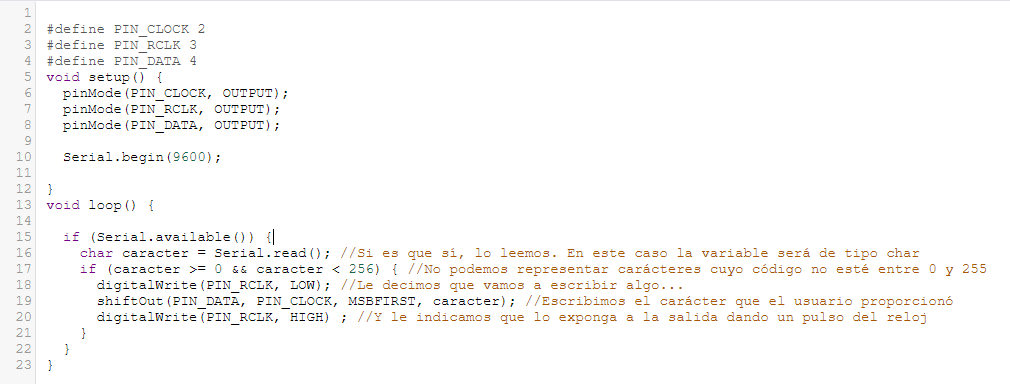 1
2 #define PIN_CLOCK 2
3 #define PIN_RCLK 3
4 #define PIN_DATA 4
5 void setup() {
6   pinMode(PIN_CLOCK, OUTPUT);
7   pinMode(PIN_RCLK, OUTPUT);
8   pinMode(PIN_DATA, OUTPUT);
9
10   Serial.begin(9600);
11
12 }
13 void loop() {
14
15   if (Serial.available()) {
16     char caracter = Serial.read(); //Si es que sí, lo leemos. En este caso la variable será de tipo char
17     if (caracter >= 0 && caracter < 256) { //No podemos representar carácteres cuyo código no esté entre 0 y 255
18       digitalWrite(PIN_RCLK, LOW); //Le decimos que vamos a escribir algo...
19       shiftOut(PIN_DATA, PIN_CLOCK, MSBFIRST, caracter); //Escribimos el carácter que el usuario proporcionó
20       digitalWrite(PIN_RCLK, HIGH) ; //Y le indicamos que lo exponga a la salida dando un pulso del reloj
21     }
22   }
23 }